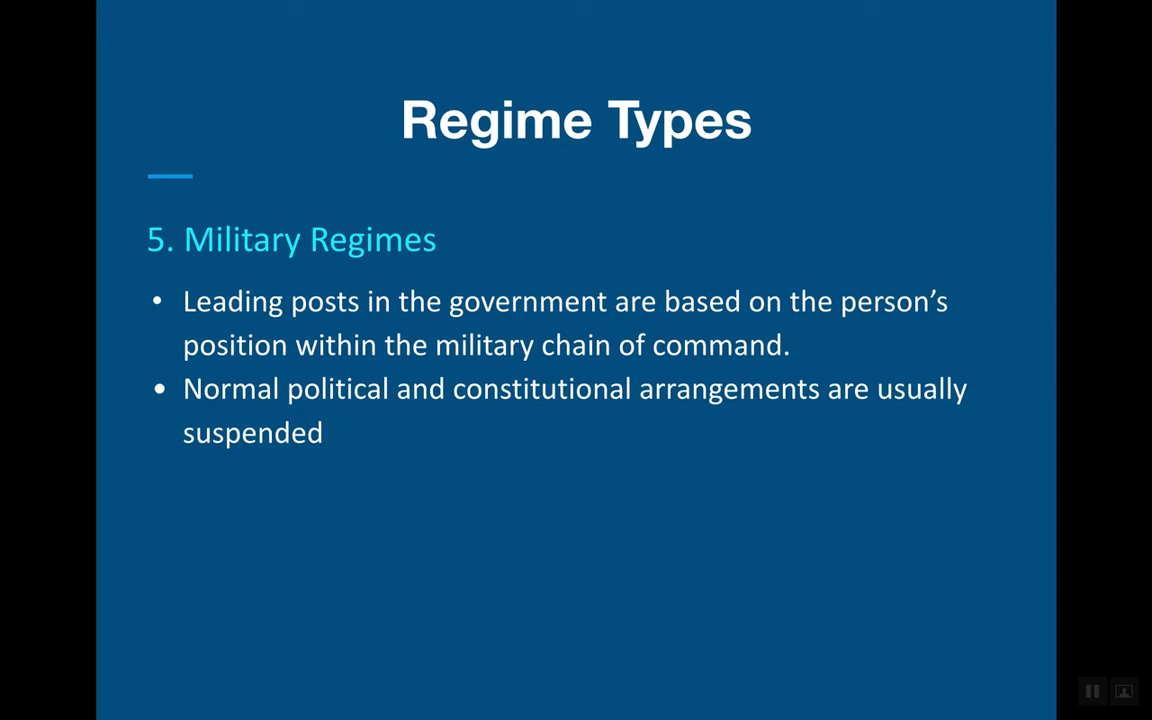 Regime Types
5. Military Regimes
• Leading posts in the government are based on the person’s
position within the military chain of command.
• Normal political and constitutional arrangements are usually
suspended